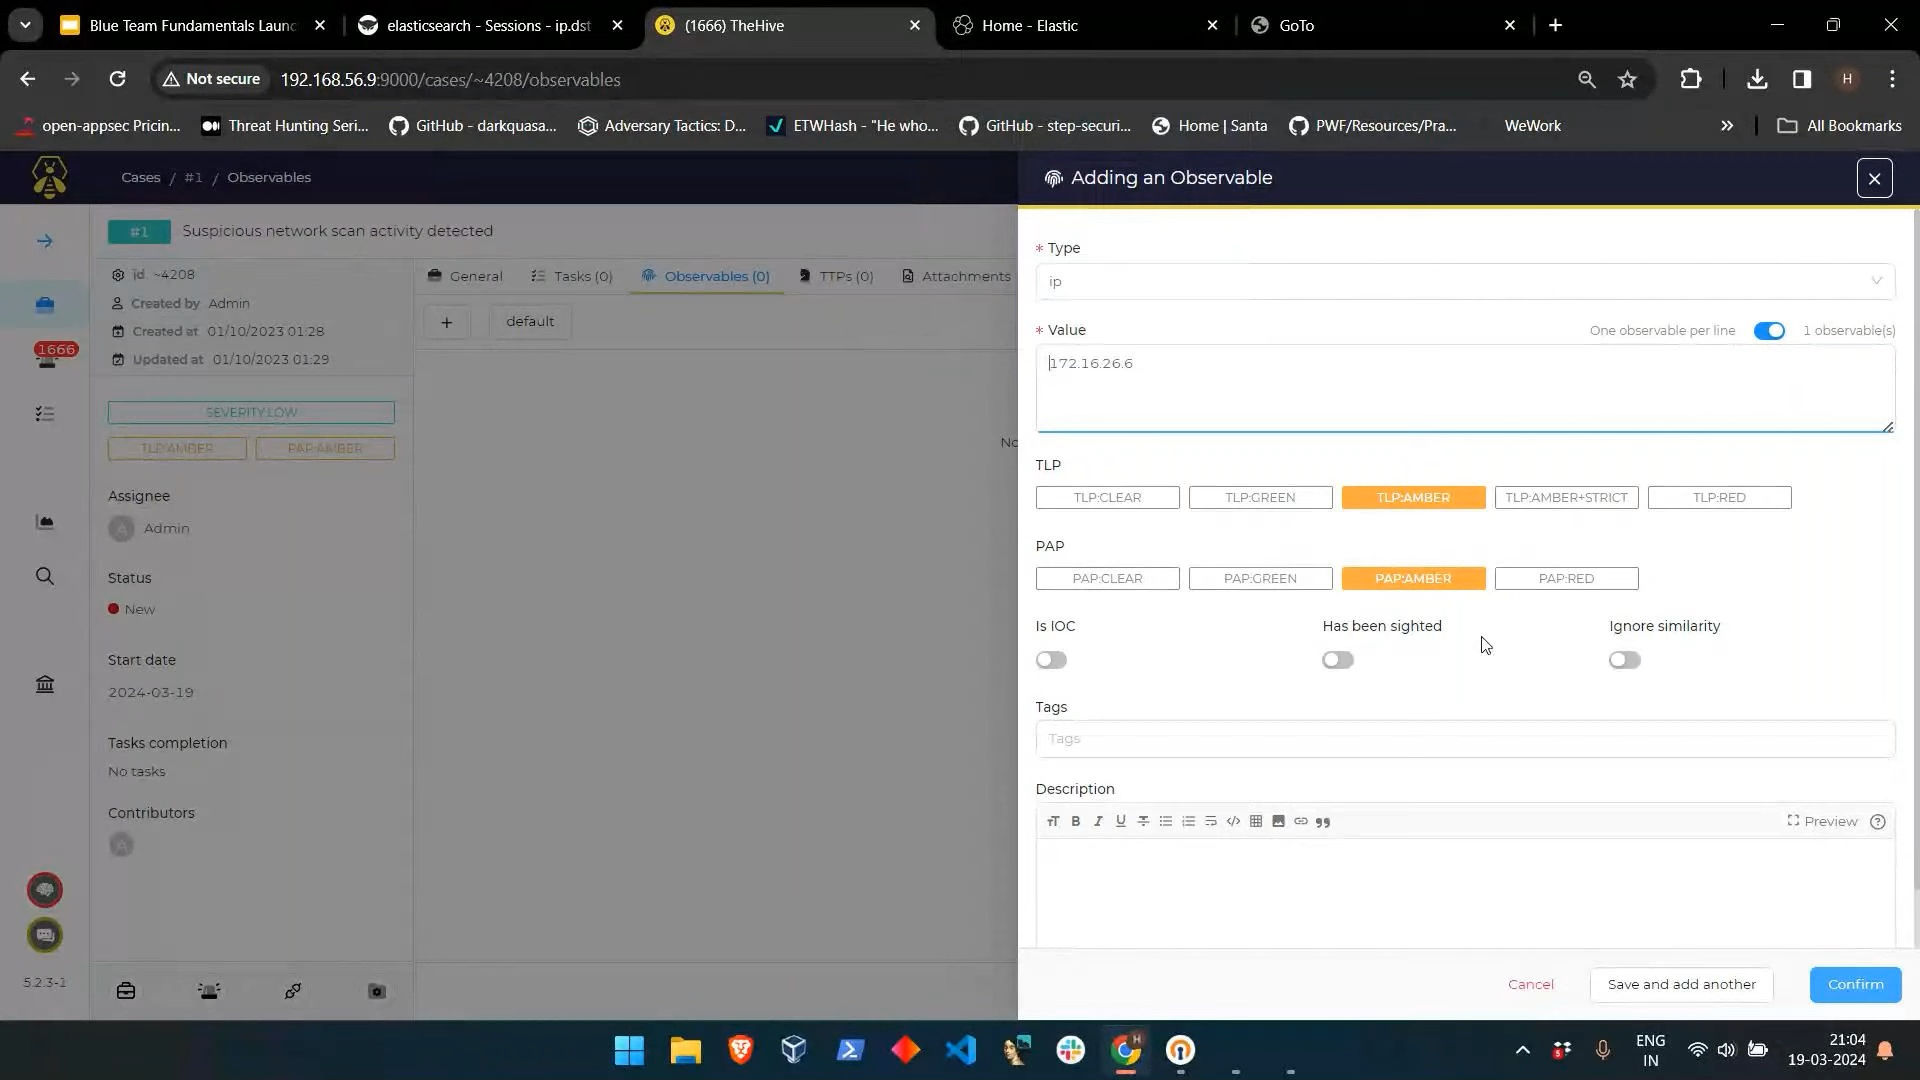 Blue Team Fundamentals Laun
elasticsearch - Sessions - ip.dst
(1666) TheHive
Home - Elastic
GoTo
Not secure
192.168.56.9:9000/cases/~4208/observables
H
open-appsec Pricin...
Threat Hunting Seri...
GitHub - darkquasa...
Adversary Tactics: D...
ETWHash - "He who...
GitHub - step-securi...
Home | Santa
PWF/Resources/Pra...
WeWork
All Bookmarks
Cases / #1 / Observables
Adding an Observable
#1 Suspicious network scan activity detected
id ~4208
Created by Admin
Created at 01/10/2023 01:28
Updated at 01/10/2023 01:29
General
Tasks (0)
Observables (0)
TTPs (0)
Attachments
+
default
1666
SEVERITY:LOW
TLP:AMBER
PAP:AMBER
No
Assignee
A Admin
Status
New
Start date
2024-03-19
Tasks completion
No tasks
Contributors
A
5.2.3-1
* Type
ip
* Value
One observable per line
1 observable(s)
172.16.26.6
TLP
TLP:CLEAR
TLP:GREEN
TLP:AMBER
TLP:AMBER+STRICT
TLP:RED
PAP
PAP:CLEAR
PAP:GREEN
PAP:AMBER
PAP:RED
Is IOC
Has been sighted
Ignore similarity
Tags
Tags
Description
Preview
Cancel
Save and add another
Confirm
ENG
IN
21:04
19-03-2024